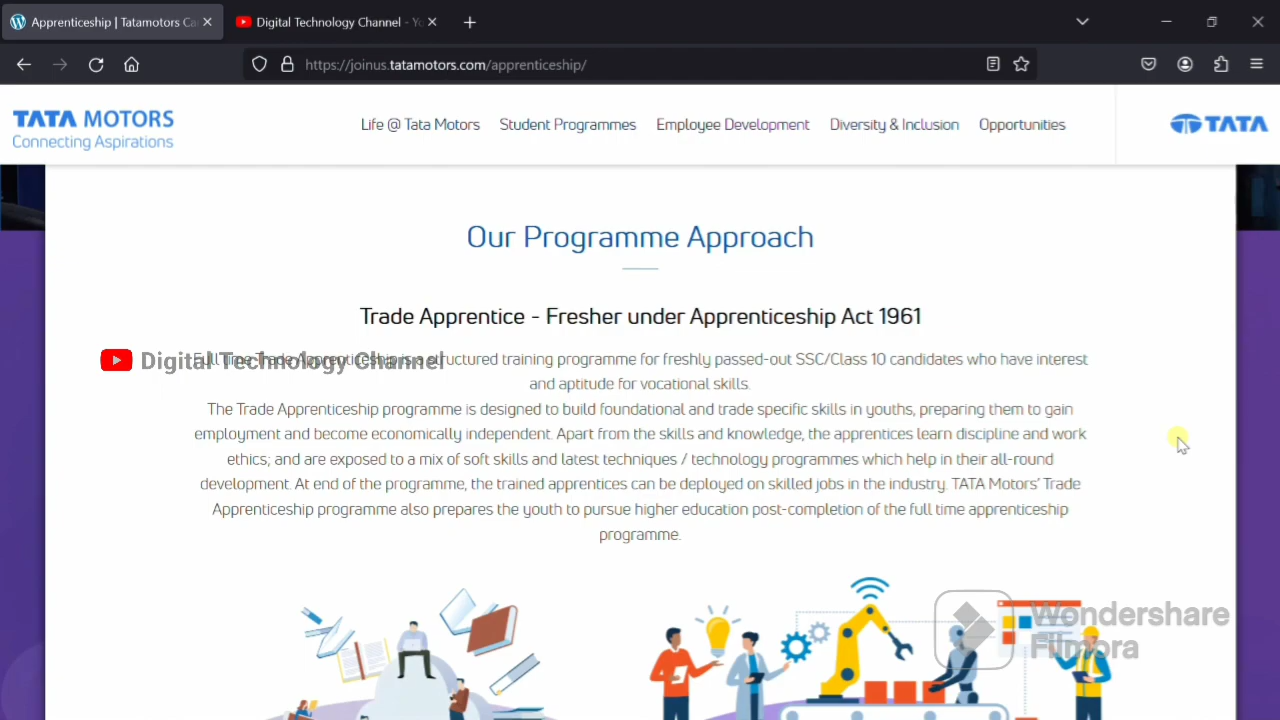 Apprenticeship | Tatamotors Ca
Digital Technology Channel - Yo
https://joinus.tatamotors.com/apprenticeship/
TATA MOTORS
Connecting Aspirations
Life @ Tata Motors Student Programmes Employee Development Diversity & Inclusion Opportunities
TATA
Our Programme Approach
Trade Apprentice - Fresher under Apprenticeship Act 1961
Full Time Trade Apprenticeship is a structured training programme for freshly passed-out SSC/Class 10 candidates who have interest
Digital Technology Channel
and aptitude for vocational skills.
The Trade Apprenticeship programme is designed to build foundational and trade specific skills in youths, preparing them to gain
employment and become economically independent. Apart from the skills and knowledge, the apprentices learn discipline and work
ethics; and are exposed to a mix of soft skills and latest techniques / technology programmes which help in their all-round
development. At end of the programme, the trained apprentices can be deployed on skilled jobs in the industry. TATA Motors' Trade
Apprenticeship programme also prepares the youth to pursue higher education post-completion of the full time apprenticeship
programme.
Wondershare
Filmora